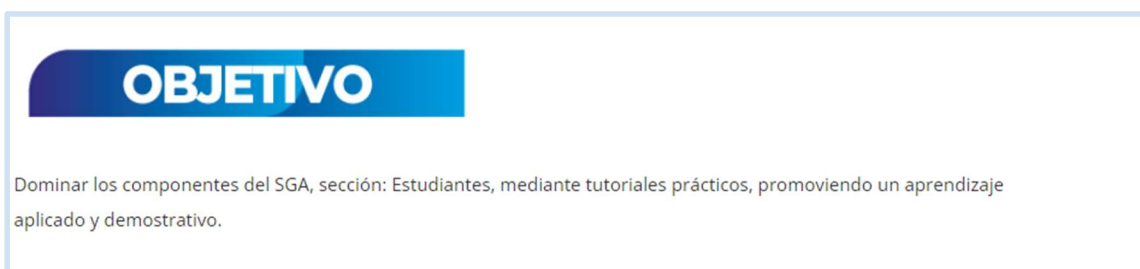 OBJETIVO
Dominar los componentes del SGA, sección: Estudiantes, mediante tutoriales prácticos, promoviendo un aprendizaje
aplicado y demostrativo.